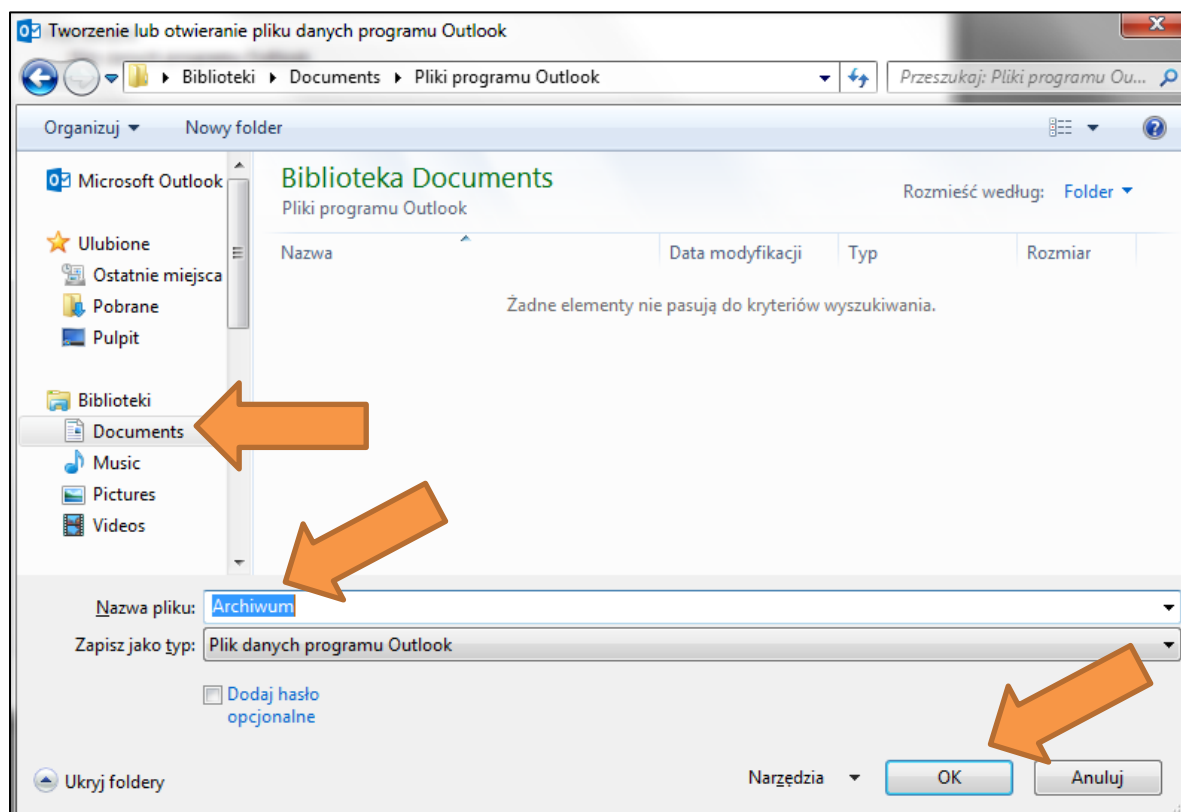 Tworzenie lub otwieranie pliku danych programu Outlook
Biblioteki Documents Pliki programu Outlook
Przeszukaj: Pliki programu Ou...
Organizuj Nowy folder
Microsoft Outlook
Ulubione
Ostatnie miejsca
Pobrane
Pulpit
Biblioteki
Documents
Music
Pictures
Videos
Biblioteka Documents
Pliki programu Outlook
Rozmieść według: Folder
Nazwa Data modyfikacji Typ Rozmiar
Żadne elementy nie pasują do kryteriów wyszukiwania.
Nazwa pliku: Archiwum
Zapisz jako typ: Plik danych programu Outlook
Dodaj hasło
opcjonalne
Ukryj foldery Narzędzia OK Anuluj